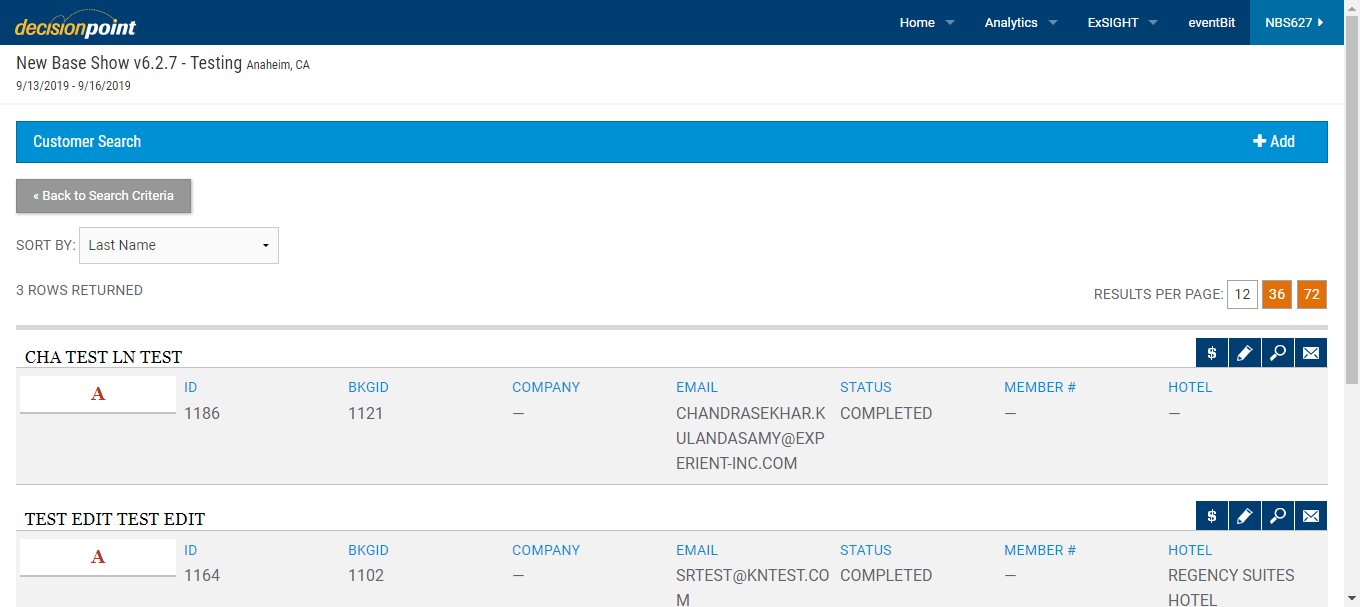 decisionpoint
Home Analytics ExSIGHT eventBit NBS627
New Base Show v6.2.7 - Testing Anaheim, CA
9/13/2019 - 9/16/2019
Customer Search + Add
« Back to Search Criteria
SORT BY: Last Name
3 ROWS RETURNED
RESULTS PER PAGE: 12 36 72
CHA TEST LN TEST
$
A
ID BKGID COMPANY EMAIL STATUS MEMBER # HOTEL
1186 1121 — CHANDRASEKHAR.K COMPLETED — —
ULANDASAMY@EXP
ERIENT-INC.COM
TEST EDIT TEST EDIT
$
A
ID BKGID COMPANY EMAIL STATUS MEMBER # HOTEL
1164 1102 — SRTEST@KNTEST.CO COMPLETED — REGENCY SUITES
M HOTEL